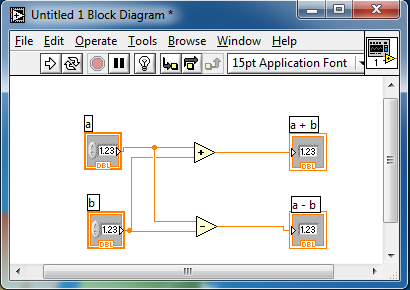 Untitled 1 Block Diagram *
File Edit Operate Tools Browse Window Help
15pt Application Font
1
a
1.23
DBL
+
a + b
1.23
DBL
b
1.23
DBL
-
a - b
1.23
DBL